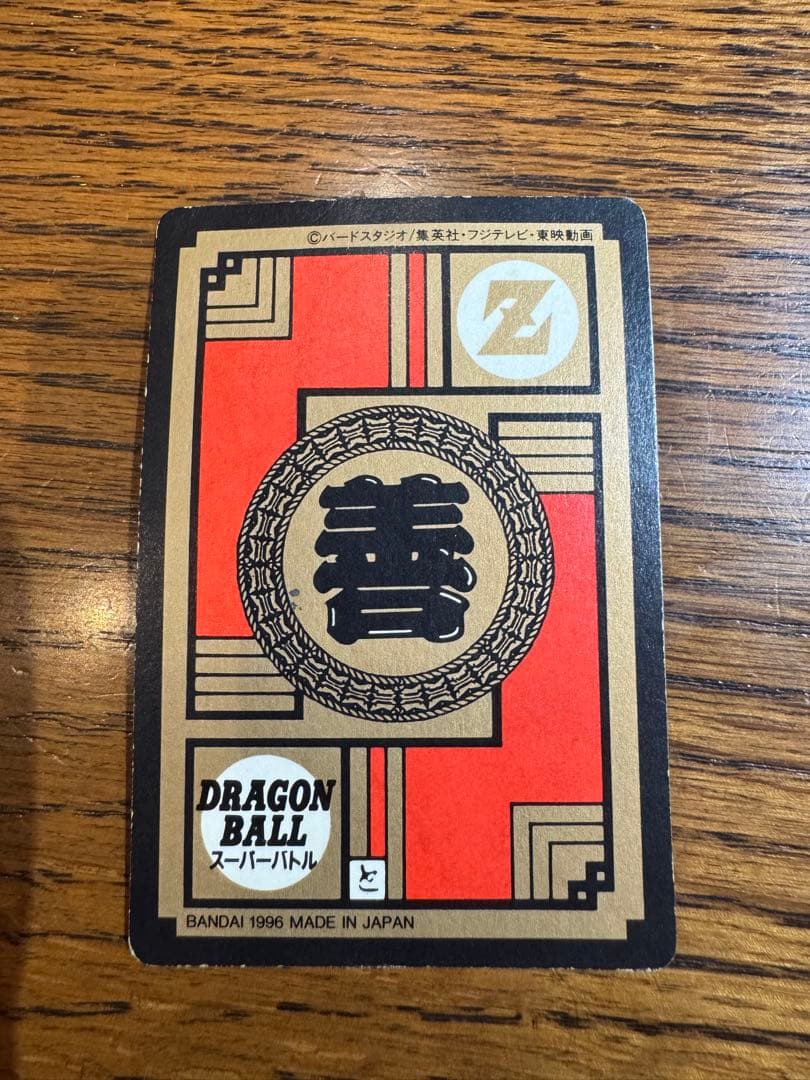 ©バードスタジオ/集英社・フジテレビ・東映動画
Z
善
DRAGON
BALL
スーパーバトル
と
BANDAI 1996 MADE IN JAPAN